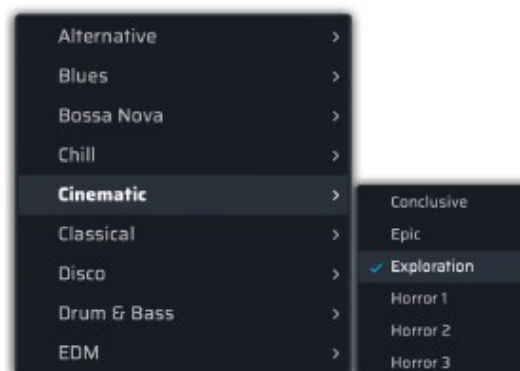 Alternative
Blues
Bossa Nova
Chill
Cinematic
Classical
Disco
Drum & Bass
EDM
Conclusive
Epic
Exploration
Horror 1
Horror 2
Horror 3